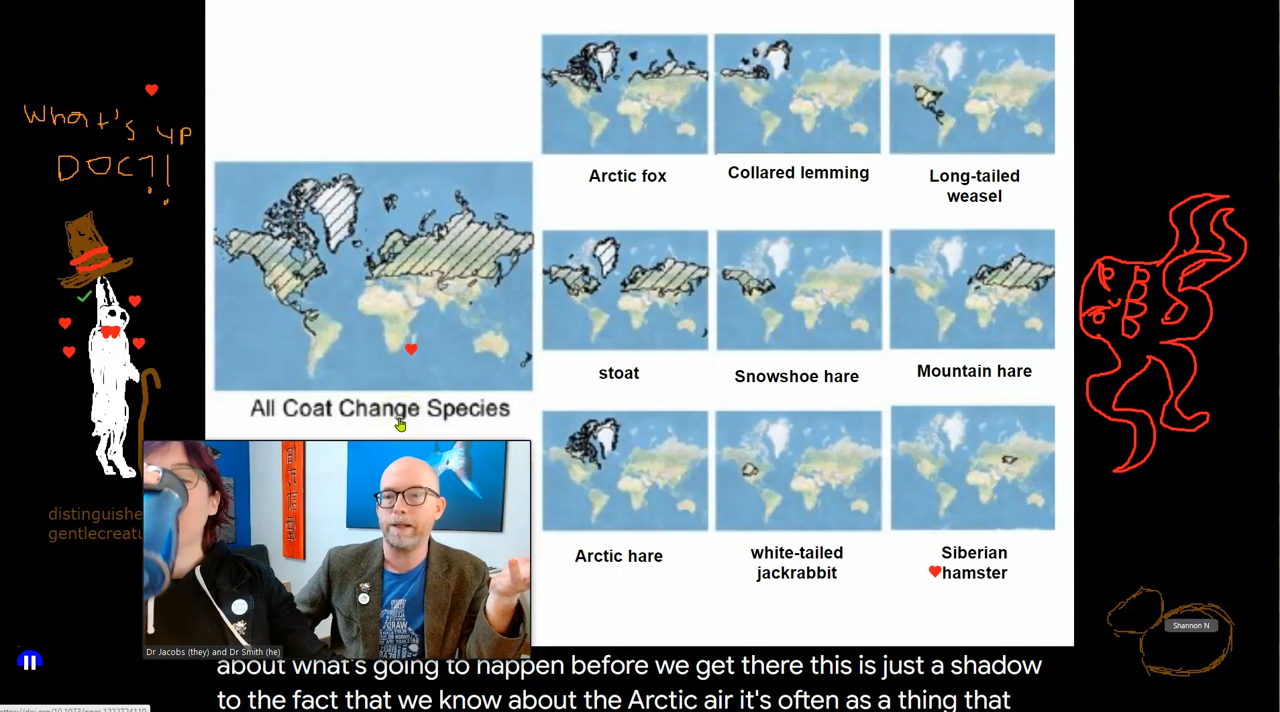 What's up
DOC?!
distinguishe
gentlecreatu
Arctic fox
Collared lemming
Long-tailed
weasel
All Coat Change Species
stoat
Snowshoe hare
Mountain hare
Arctic hare
white-tailed
jackrabbit
Siberian
hamster
DRAW
Dr Jacobs (they) and Dr Smith (he)
Shannon N
about what's going to happen before we get there this is just a shadow
to the fact that we know about the Arctic air it's often as a thing that